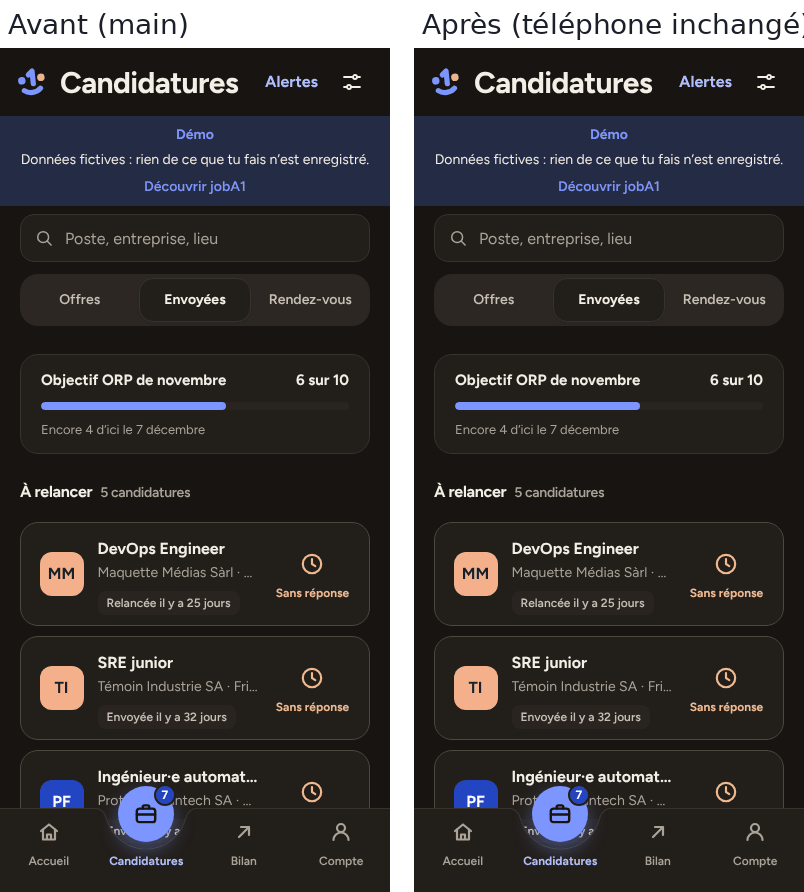 Avant (main)
Candidatures
Alertes
Démo
Données fictives : rien de ce que tu fais n'est enregistré.
Découvrir jobA1
Poste, entreprise, lieu
Offres
Envoyées
Rendez-vous
Objectif ORP de novembre
6 sur 10
Encore 4 d'ici le 7 décembre
À relancer 5 candidatures
MM
DevOps Engineer
Maquette Médias Sàrl · ...
Relancée il y a 25 jours
Sans réponse
TI
SRE junior
Témoin Industrie SA · Fri...
Envoyée il y a 32 jours
Sans réponse
PF
Ingénieur·e automat...
7
Accueil
Candidatures
Bilan
Compte
Après (téléphone inchangé)
Candidatures
Alertes
Démo
Données fictives : rien de ce que tu fais n'est enregistré.
Découvrir jobA1
Poste, entreprise, lieu
Offres
Envoyées
Rendez-vous
Objectif ORP de novembre
6 sur 10
Encore 4 d'ici le 7 décembre
À relancer 5 candidatures
MM
DevOps Engineer
Maquette Médias Sàrl · ...
Relancée il y a 25 jours
Sans réponse
TI
SRE junior
Témoin Industrie SA · Fri...
Envoyée il y a 32 jours
Sans réponse
PF
Ingénieur·e automat...
7
Accueil
Candidatures
Bilan
Compte